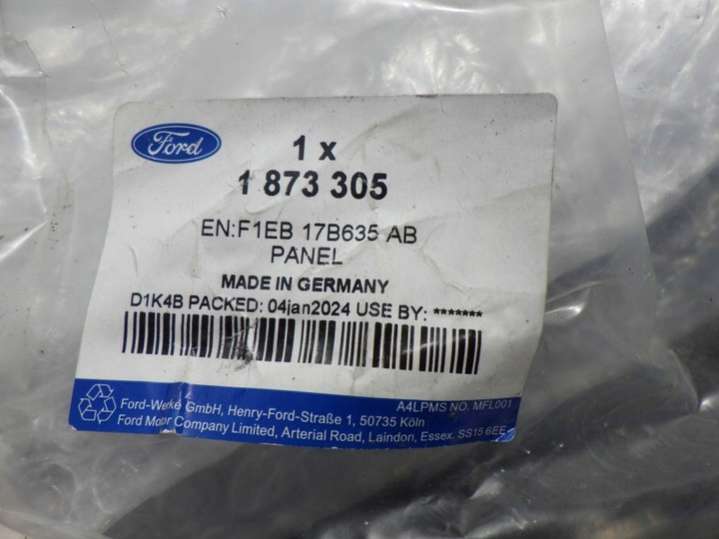 Ford
1 x
1 873 305
EN:F1EB 17B635 AB
PANEL
MADE IN GERMANY
D1K4B PACKED: 04jan2024 USE BY: *******
A4LPMS NO. MFL001
Ford-Werke GmbH, Henry-Ford-Straße 1, 50735 Köln
Ford Motor Company Limited, Arterial Road, Laindon, Essex. SS15 6EE